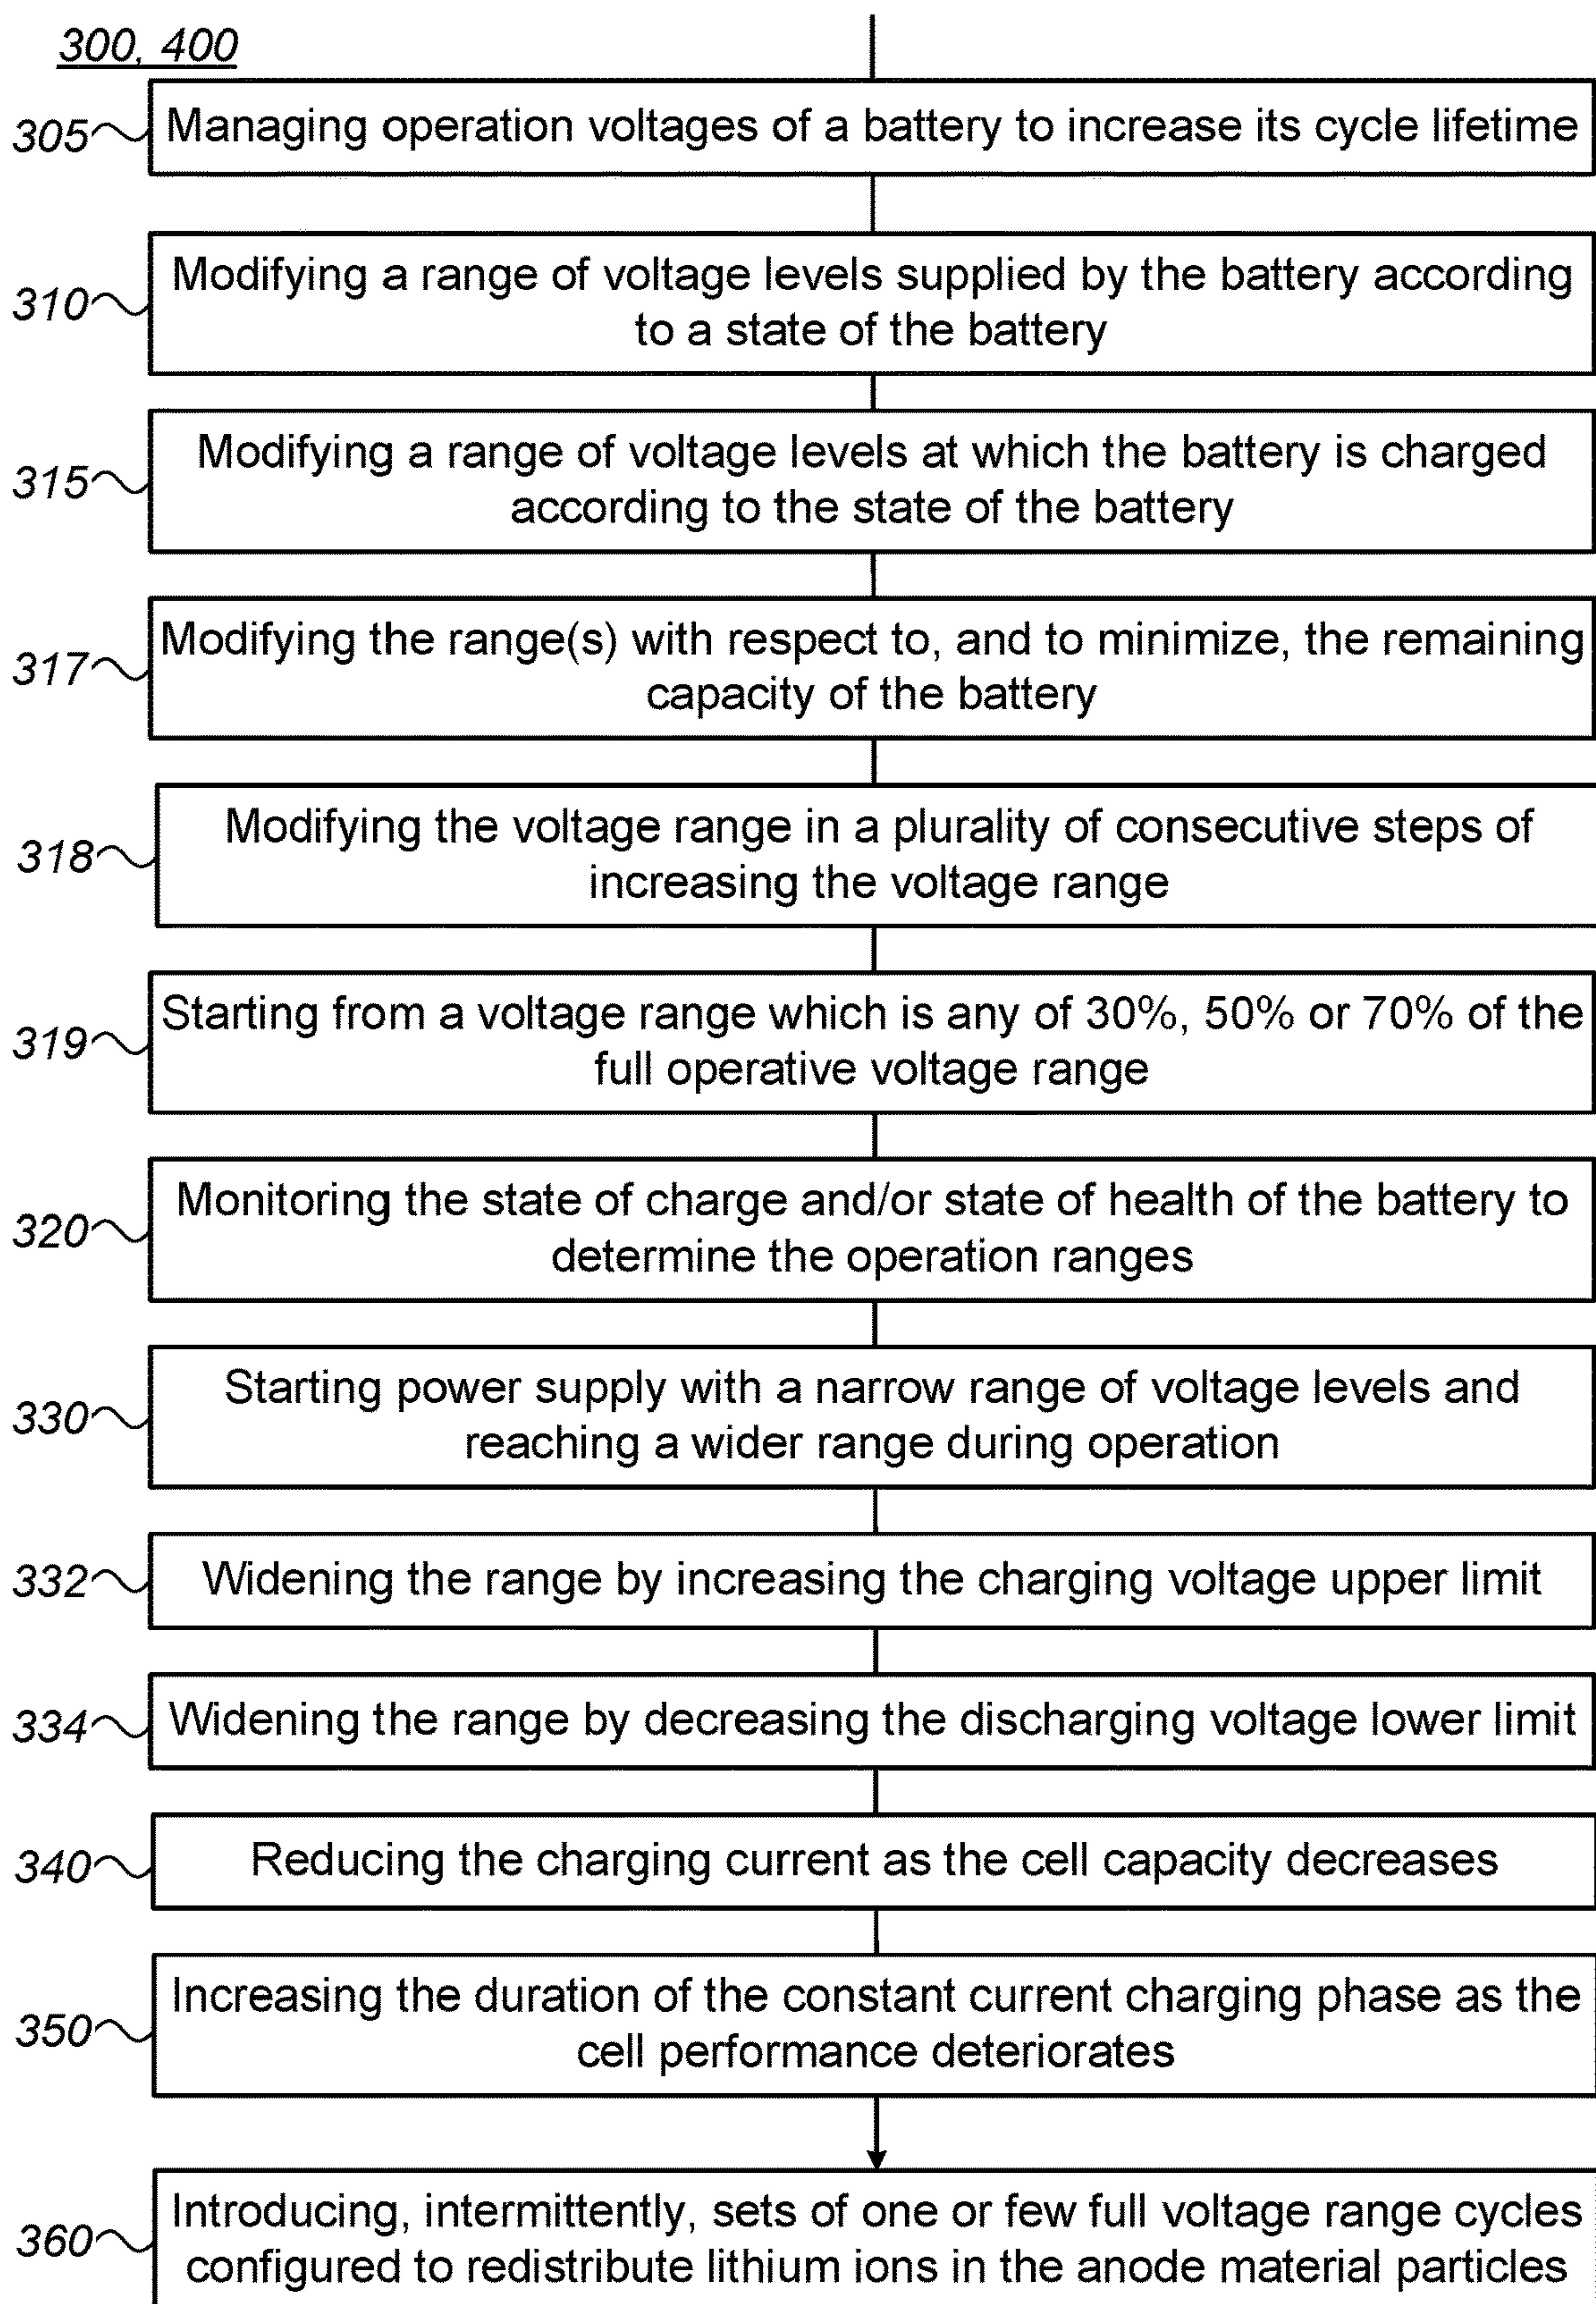 300, 400
305 Managing operation voltages of a battery to increase its cycle lifetime
310 Modifying a range of voltage levels supplied by the battery according
to a state of the battery
315 Modifying a range of voltage levels at which the battery is charged
according to the state of the battery
317 Modifying the range(s) with respect to, and to minimize, the remaining
capacity of the battery
318 Modifying the voltage range in a plurality of consecutive steps of
increasing the voltage range
319 Starting from a voltage range which is any of 30%, 50% or 70% of the
full operative voltage range
320 Monitoring the state of charge and/or state of health of the battery to
determine the operation ranges
330 Starting power supply with a narrow range of voltage levels and
reaching a wider range during operation
332 Widening the range by increasing the charging voltage upper limit
334 Widening the range by decreasing the discharging voltage lower limit
340 Reducing the charging current as the cell capacity decreases
350 Increasing the duration of the constant current charging phase as the
cell performance deteriorates
360 Introducing, intermittently, sets of one or few full voltage range cycles
configured to redistribute lithium ions in the anode material particles